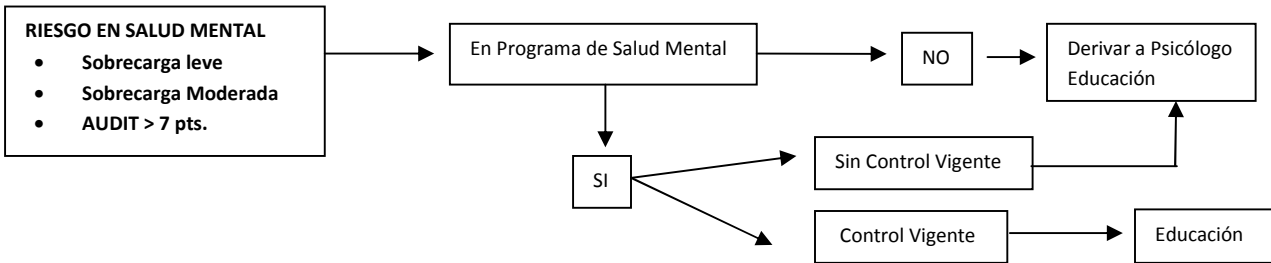 RIESGO EN SALUD MENTAL
• Sobrecarga leve
• Sobrecarga Moderada
• AUDIT > 7 pts.
En Programa de Salud Mental
NO
Derivar a Psicólogo
Educación
SI
Sin Control Vigente
Control Vigente
Educación